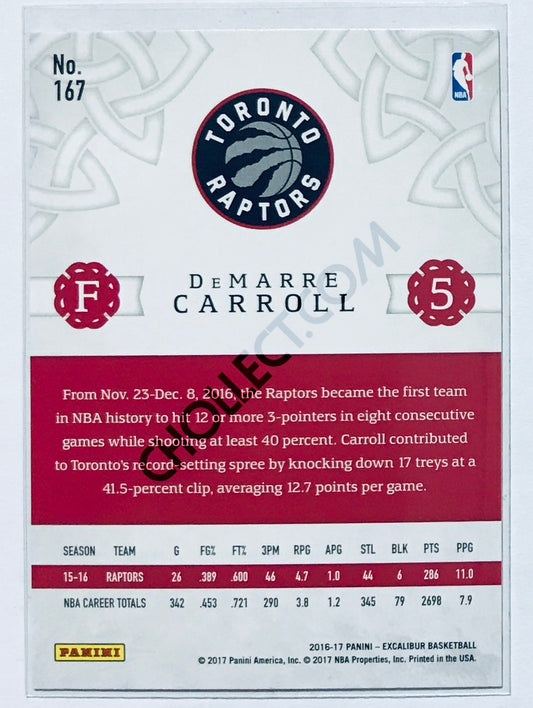 No.
167
NBA
TORONTO
RAPTORS
F
DeMARRE
CARROLL
5
CHOLLECT.COM
From Nov. 23-Dec. 8, 2016, the Raptors became the first team
in NBA history to hit 12 or more 3-pointers in eight consecutive
games while shooting at least 40 percent. Carroll contributed
to Toronto's record-setting spree by knocking down 17 treys at a
41.5-percent clip, averaging 12.7 points per game.
SEASON TEAM G FG% FT% 3PM RPG APG STL BLK PTS PPG
15-16 RAPTORS 26 .389 .600 46 4.7 1.0 44 6 286 11.0
NBA CAREER TOTALS 342 .453 .721 290 3.8 1.2 345 79 2698 7.9
PANINI
2016-17 PANINI – EXCALIBUR BASKETBALL
© 2017 Panini America, Inc. © 2017 NBA Properties, Inc. Printed in the USA.